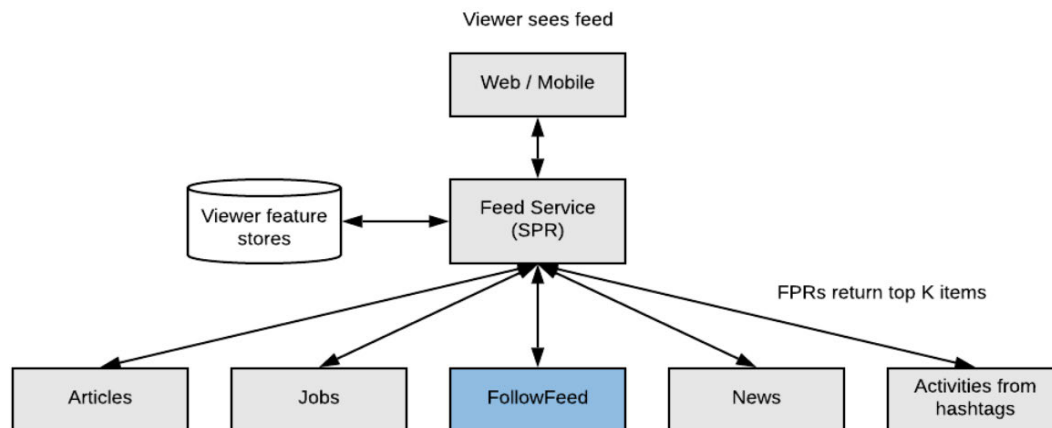 Viewer sees feed
Web / Mobile
Viewer feature
stores
Feed Service
(SPR)
FPRs return top K items
Articles
Jobs
FollowFeed
News
Activities from
hashtags